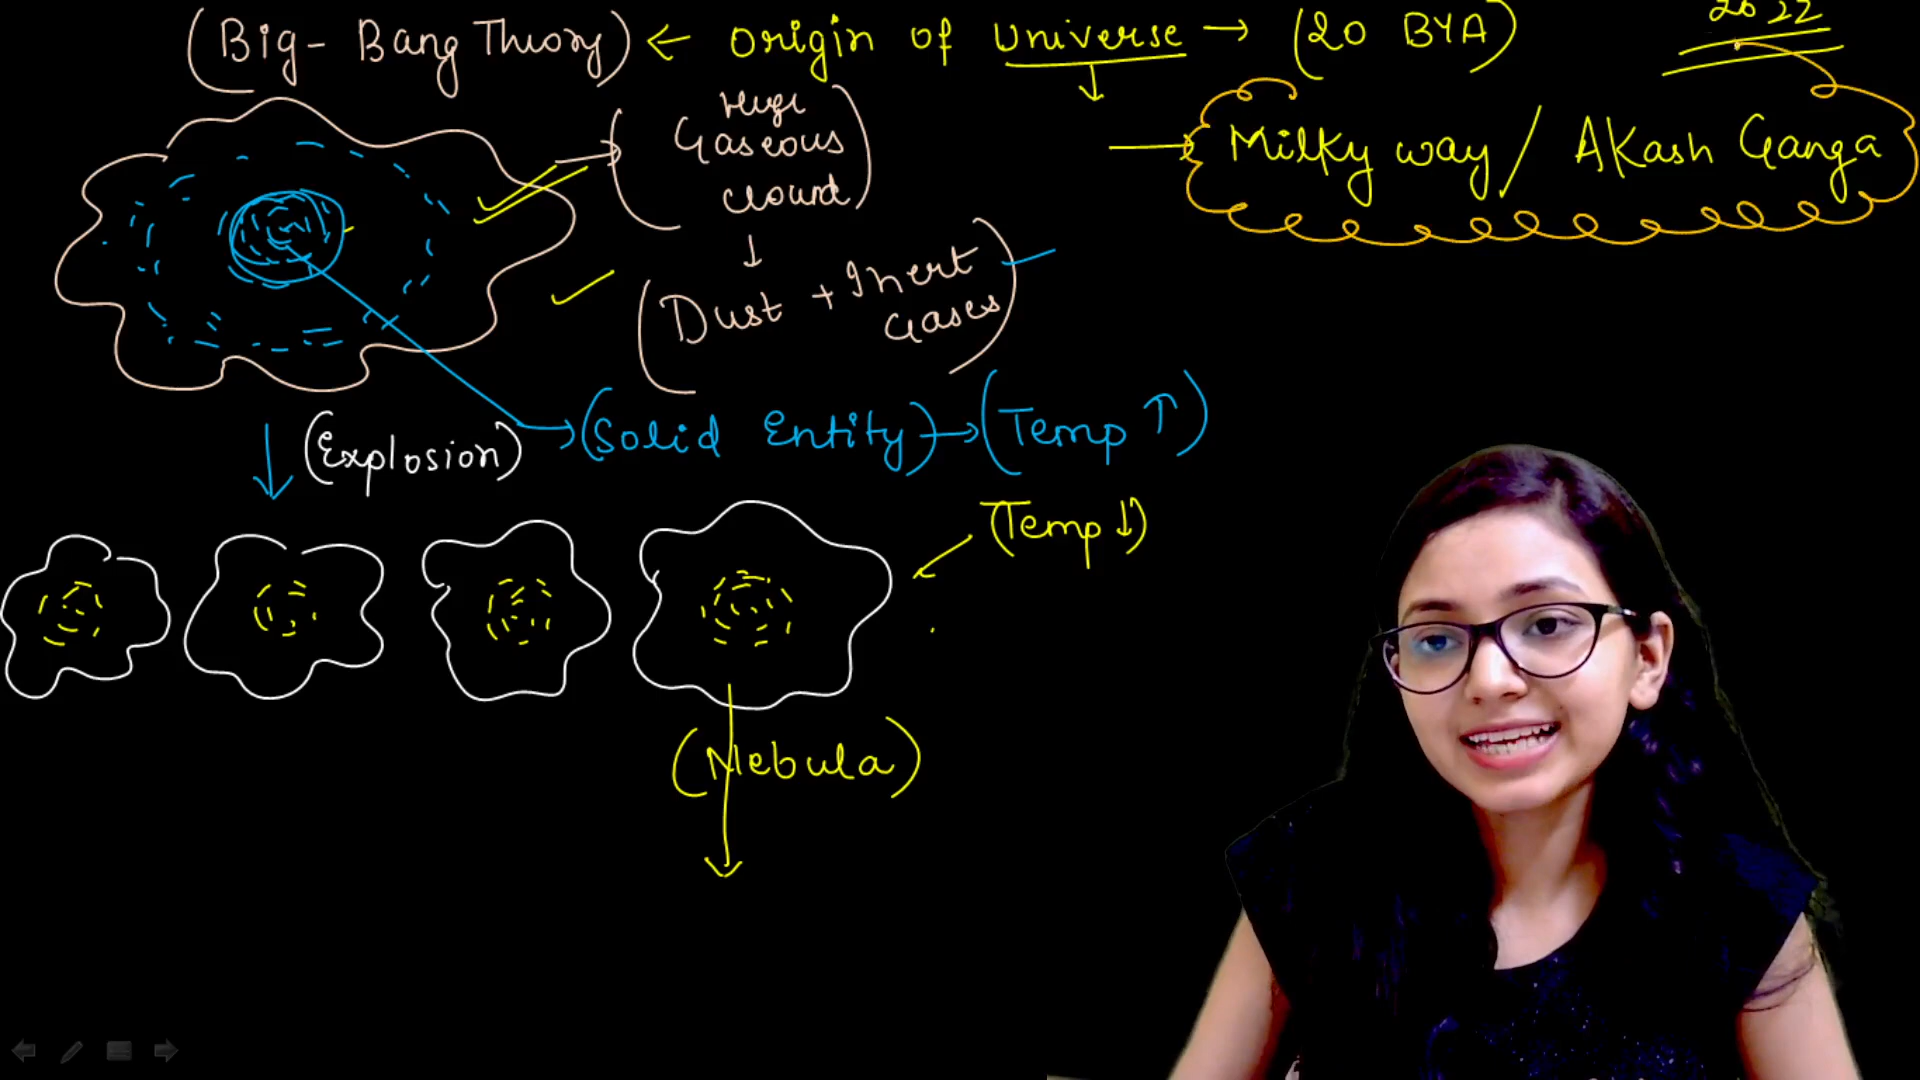 (Big- Bang Theory) ← Origin of Universe → (20 BYA)
2022
Huge
Gaseous
cloud
Milky way / Akash Ganga
Dust + Inert
Gases
(Explosion)
(Solid Entity) → (Temp ↑)
(Temp ↓)
(Nebula)